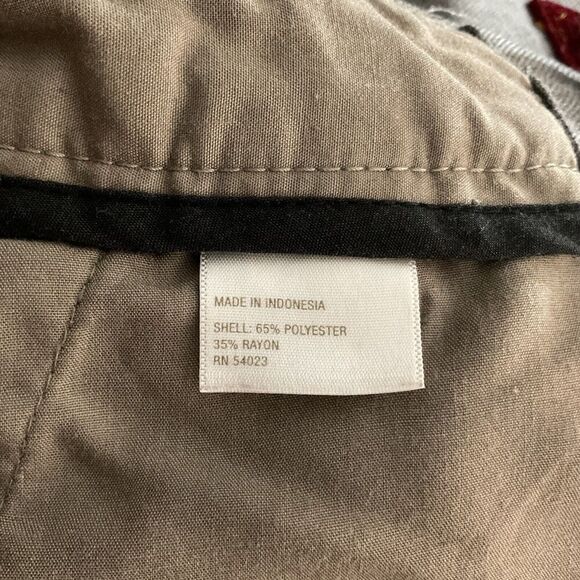 MADE IN INDONESIA
SHELL: 65% POLYESTER
35% RAYON
RN 54023